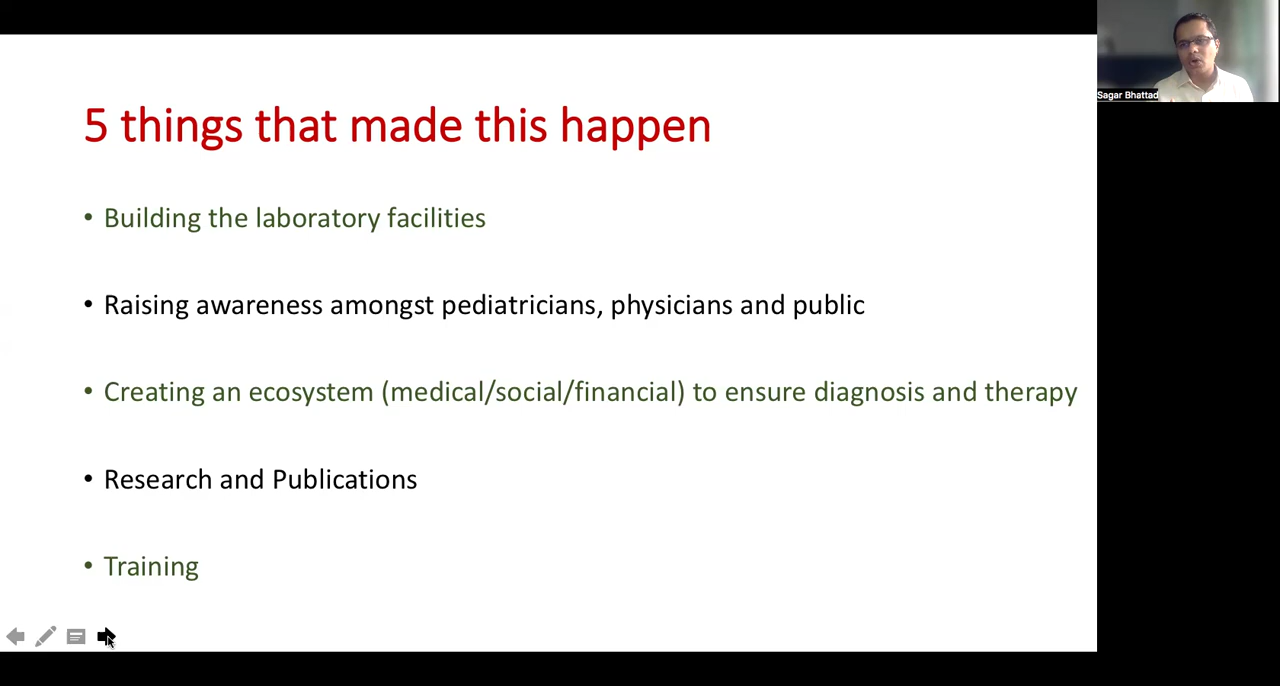 Sagar Bhattad
5 things that made this happen
• Building the laboratory facilities
• Raising awareness amongst pediatricians, physicians and public
• Creating an ecosystem (medical/social/financial) to ensure diagnosis and therapy
• Research and Publications
• Training